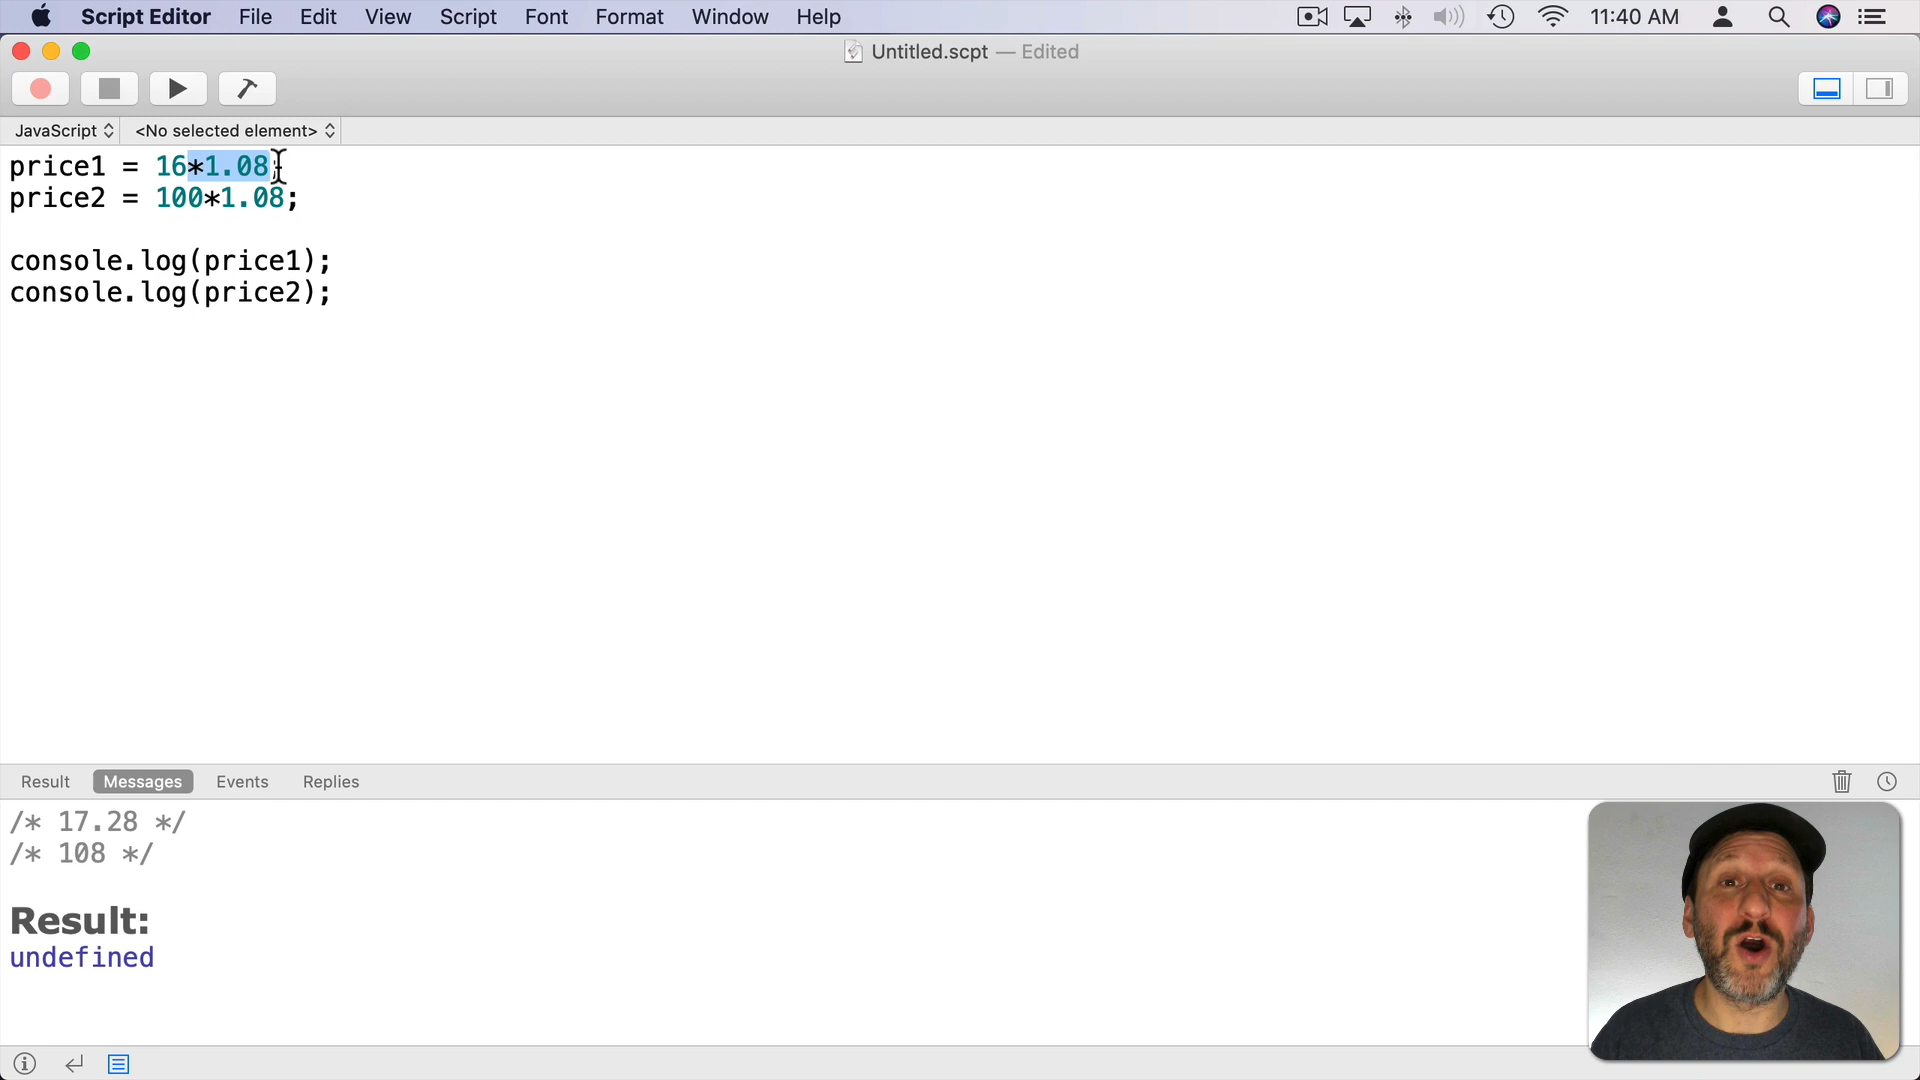 Script Editor File Edit View Script Font Format Window Help 11:40 AM
Untitled.scpt — Edited
JavaScript <No selected element>
price1 = 16*1.08;
price2 = 100*1.08;
console.log(price1);
console.log(price2);
Result Messages Events Replies
/* 17.28 */
/* 108 */
Result:
undefined